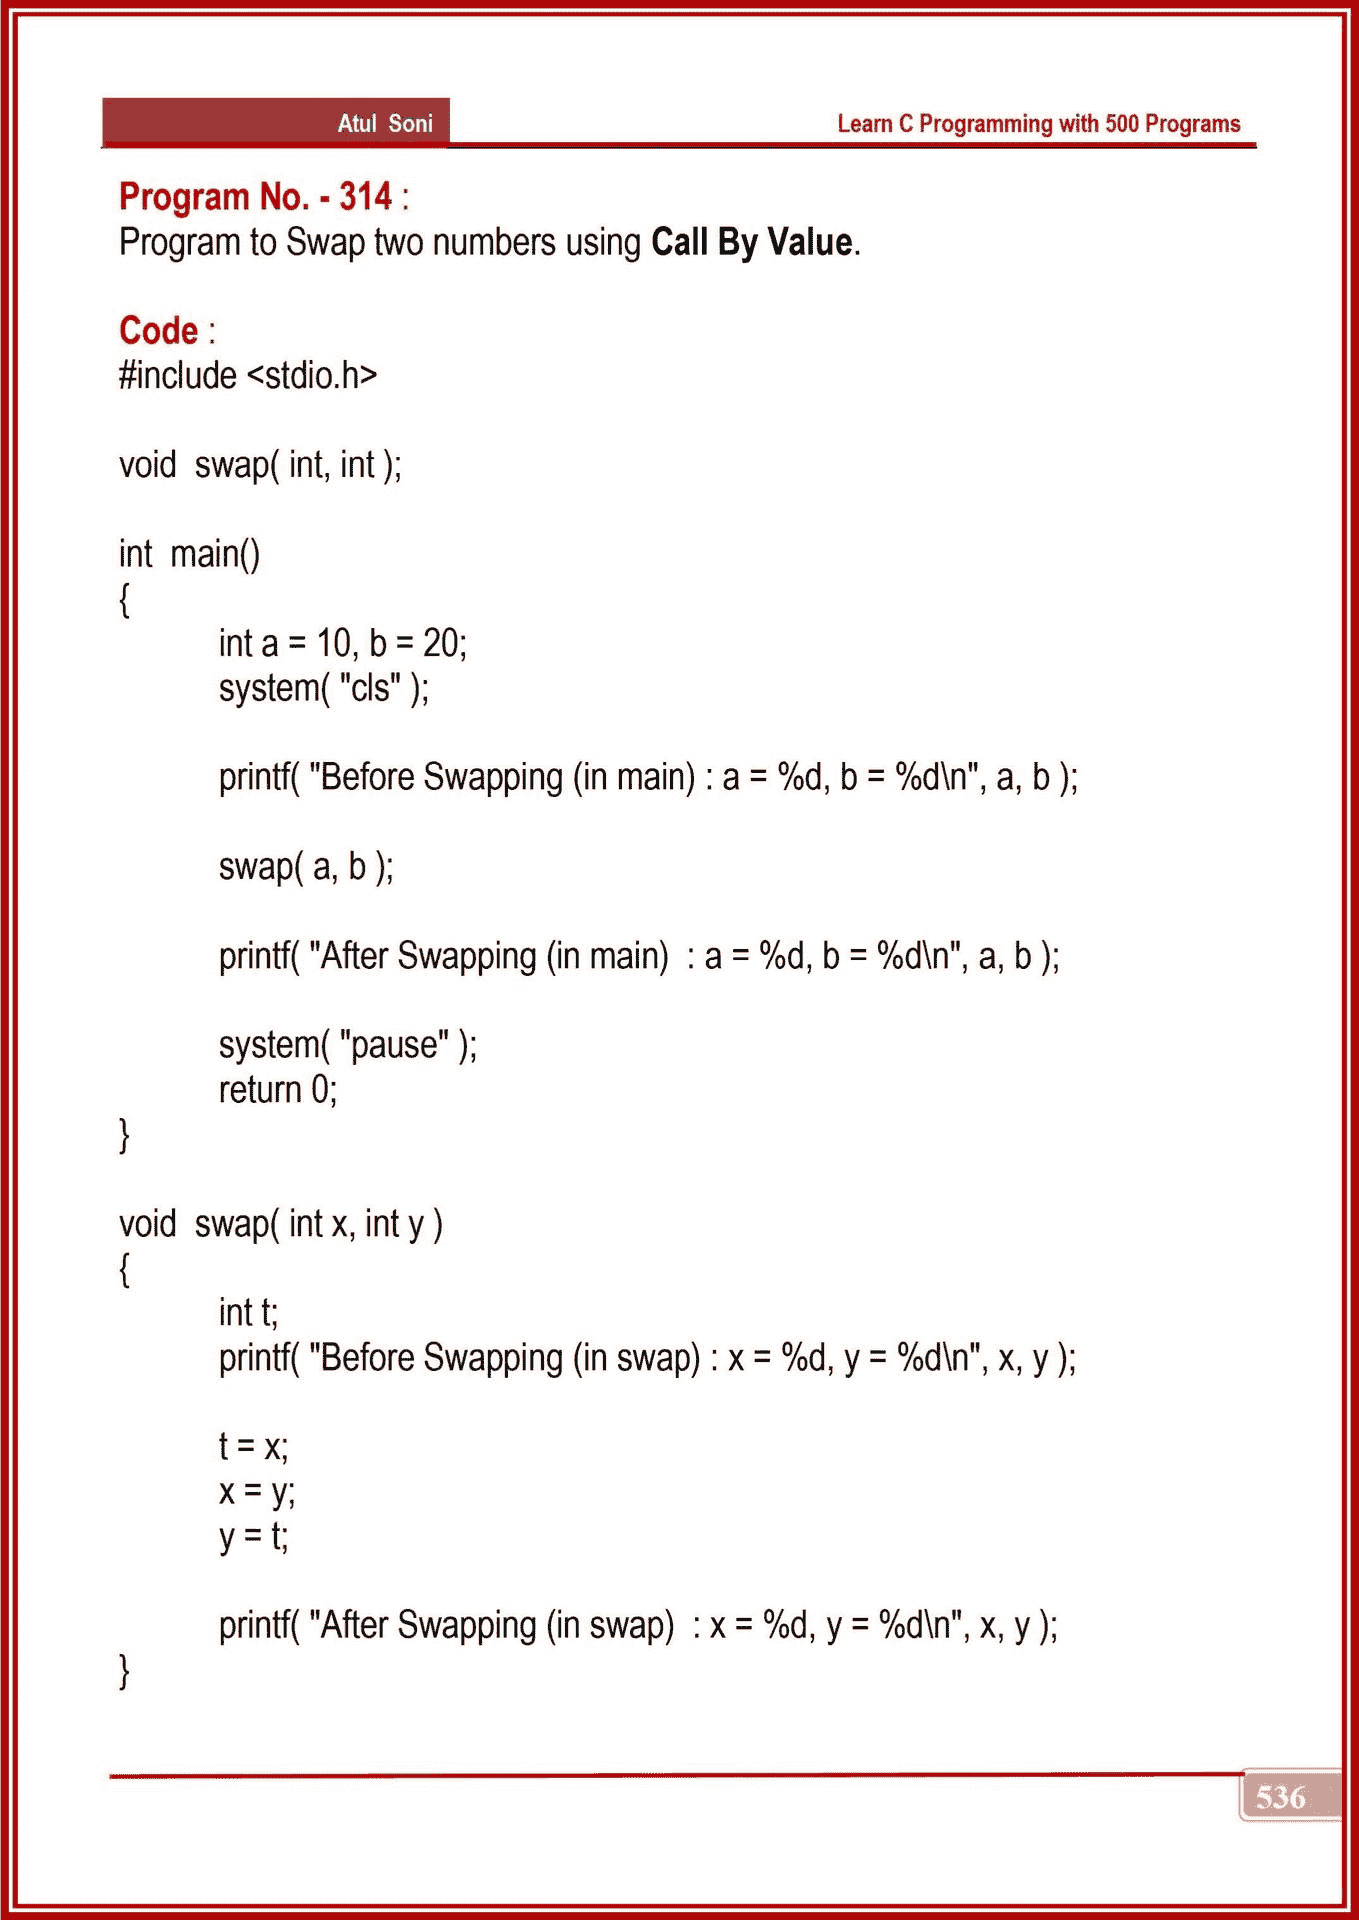 Atul Soni
Learn C Programming with 500 Programs
Program No. - 314 :
Program to Swap two numbers using Call By Value.
Code :
#include <stdio.h>
void swap( int, int );
int main()
{
int a = 10, b = 20;
system( "cls" );
printf( "Before Swapping (in main) : a = %d, b = %d\n", a, b );
swap( a, b );
printf( "After Swapping (in main) : a = %d, b = %d\n", a, b );
system( "pause" );
return 0;
}
void swap( int x, int y )
{
int t;
printf( "Before Swapping (in swap) : x = %d, y = %d\n", x, y );
t = x;
x = y;
y = t;
printf( "After Swapping (in swap) : x = %d, y = %d\n", x, y );
}
536